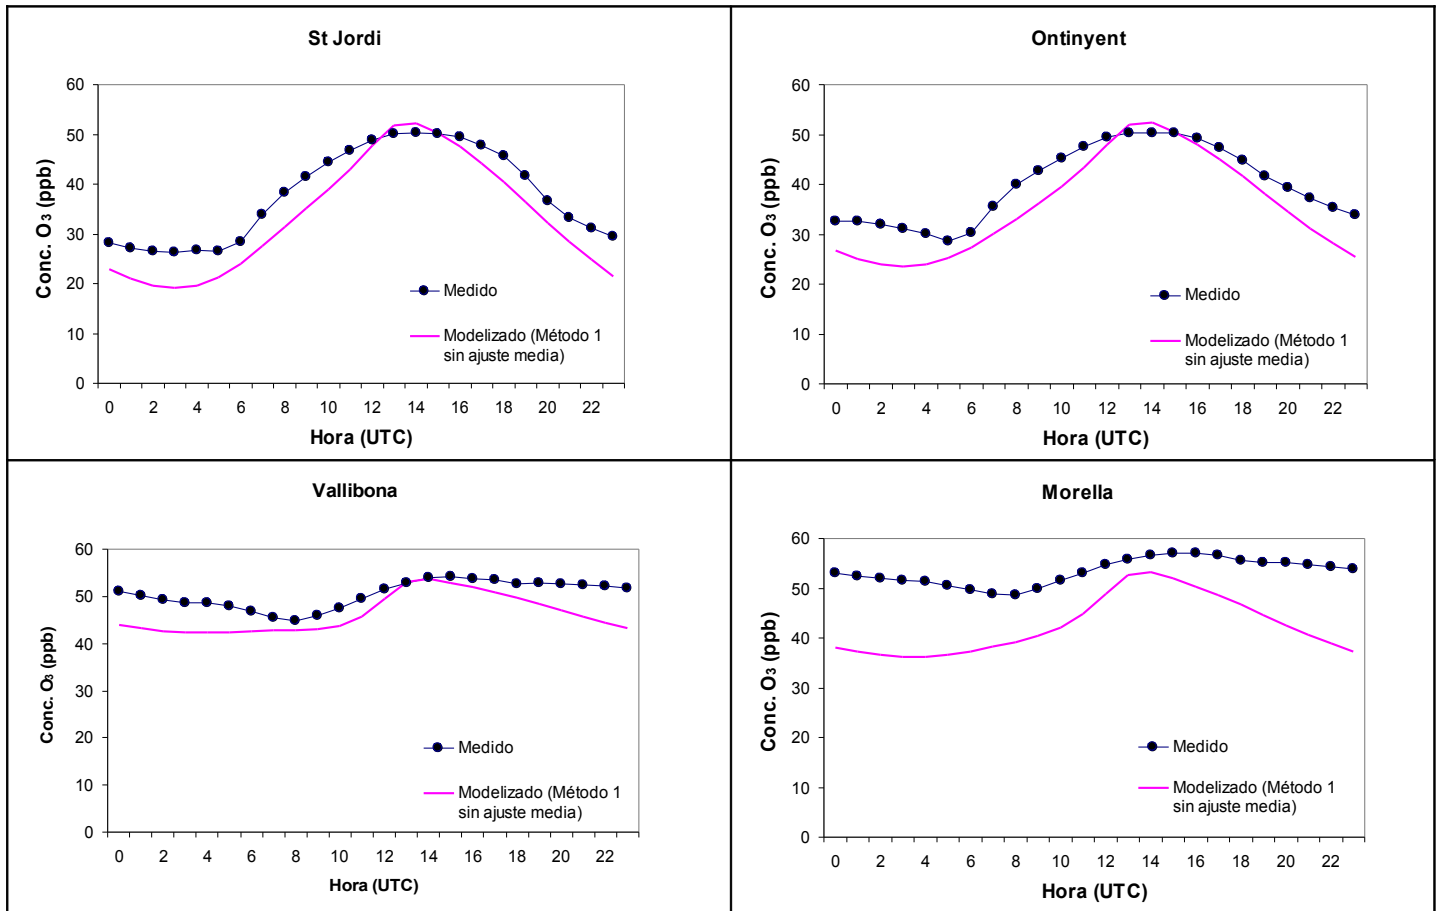 St Jordi
60
50
40
30
20
10
0
Conc. O3 (ppb)
Medido
Modelizado (Método 1
sin ajuste media)
0 2 4 6 8 10 12 14 16 18 20 22
Hora (UTC)
Ontinyent
60
50
40
30
20
10
0
Conc. O3 (ppb)
Medido
Modelizado (Método 1
sin ajuste media)
0 2 4 6 8 10 12 14 16 18 20 22
Hora (UTC)
Vallibona
60
50
40
30
20
10
0
Conc. O3 (ppb)
Medido
Modelizado (Método 1
sin ajuste media)
0 2 4 6 8 10 12 14 16 18 20 22
Hora (UTC)
Morella
60
50
40
30
20
10
0
Conc. O3 (ppb)
Medido
Modelizado (Método 1
sin ajuste media)
0 2 4 6 8 10 12 14 16 18 20 22
Hora (UTC)